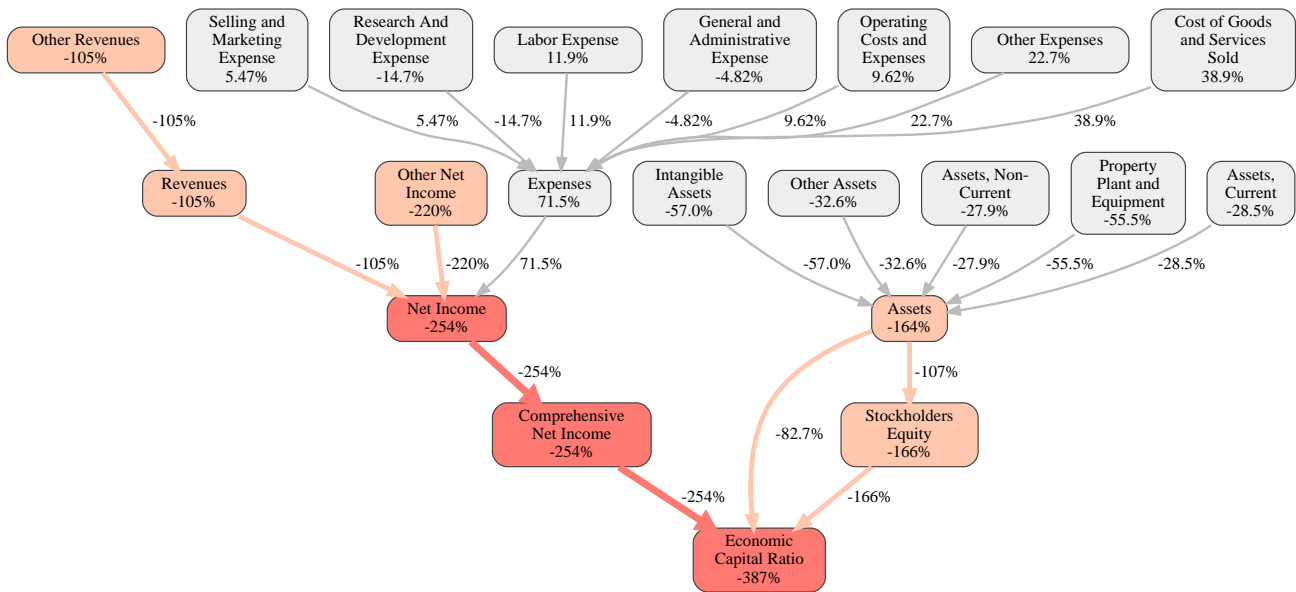 Other Revenues
-105%
Selling and
Marketing
Expense
5.47%
Research And
Development
Expense
-14.7%
Labor Expense
11.9%
General and
Administrative
Expense
-4.82%
Operating
Costs and
Expenses
9.62%
Other Expenses
22.7%
Cost of Goods
and Services
Sold
38.9%
-105%
5.47%
-14.7%
11.9%
-4.82%
9.62%
22.7%
38.9%
Revenues
-105%
Other Net
Income
-220%
Expenses
71.5%
Intangible
Assets
-57.0%
Other Assets
-32.6%
Assets, Non-
Current
-27.9%
Property
Plant and
Equipment
-55.5%
Assets,
Current
-28.5%
-105%
-220%
71.5%
-57.0%
-32.6%
-27.9%
-55.5%
-28.5%
Net Income
-254%
Assets
-164%
-254%
-107%
Comprehensive
Net Income
-254%
-82.7%
Stockholders
Equity
-166%
-254%
-166%
Economic
Capital Ratio
-387%